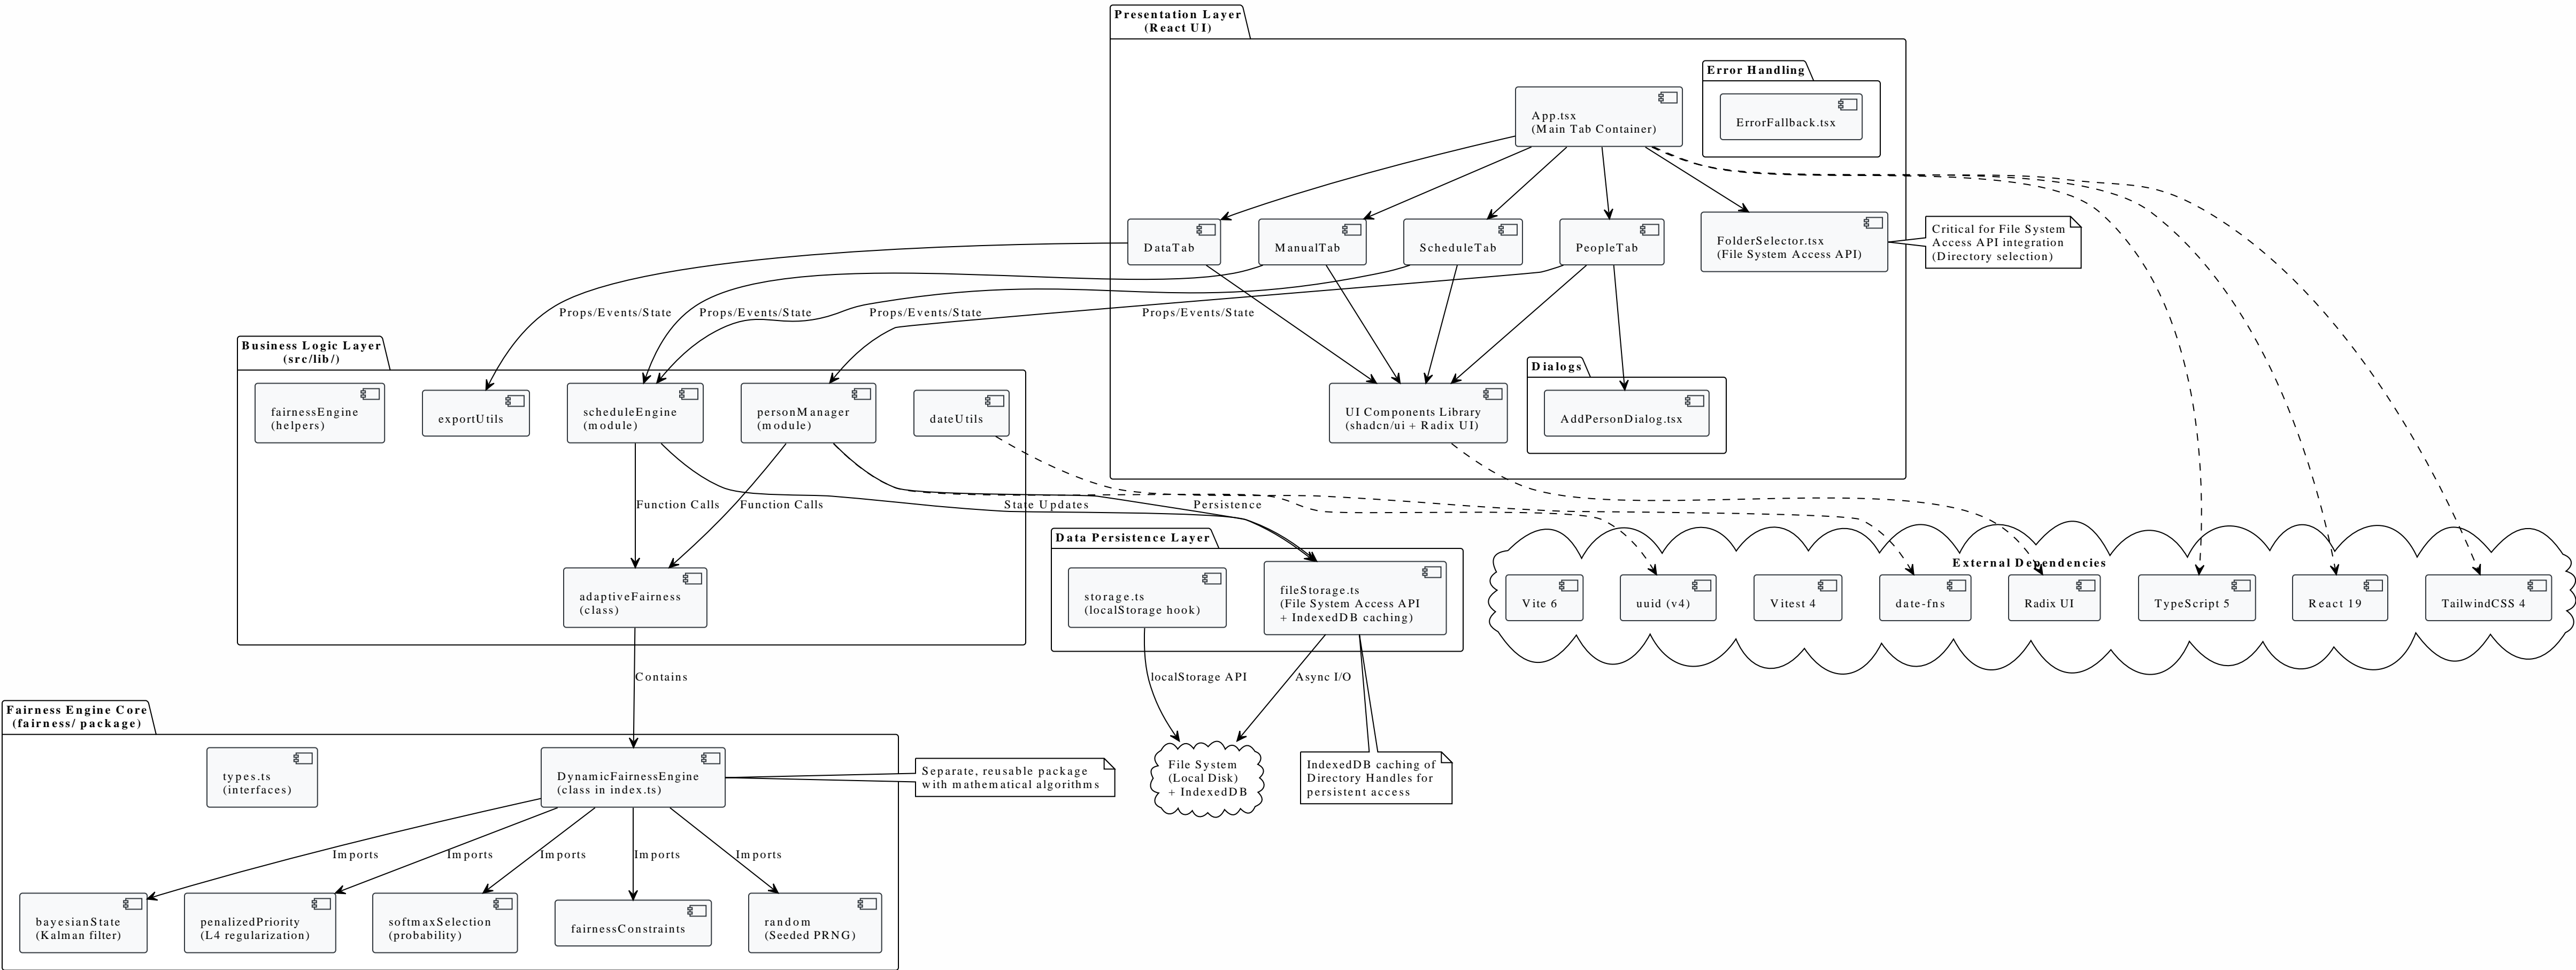 Presentation Layer
(React UI)
Error Handling
ErrorFallback.tsx
App.tsx
(Main Tab Container)
DataTab
ManualTab
ScheduleTab
PeopleTab
FolderSelector.tsx
(File System Access API)
Critical for File System
Access API integration
(Directory selection)
Props/Events/State
Props/Events/State
Props/Events/State
Props/Events/State
Business Logic Layer
(src/lib/)
fairnessEngine
(helpers)
exportUtils
scheduleEngine
(module)
personManager
(module)
dateUtils
UI Components Library
(shadcn/ui + Radix UI)
Dialogs
AddPersonDialog.tsx
Function Calls
Function Calls
State Updates
Persistence
adaptiveFairness
(class)
Data Persistence Layer
storage.ts
(localStorage hook)
fileStorage.ts
(File System Access API
+ IndexedDB caching)
External Dependencies
Vite 6
uuid (v4)
Vitest 4
date-fns
Radix UI
TypeScript 5
React 19
TailwindCSS 4
Contains
localStorage API
Async I/O
Fairness Engine Core
(fairness/ package)
types.ts
(interfaces)
DynamicFairnessEngine
(class in index.ts)
Separate, reusable package
with mathematical algorithms
File System
(Local Disk)
+ IndexedDB
IndexedDB caching of
Directory Handles for
persistent access
Imports
Imports
Imports
Imports
Imports
bayesianState
(Kalman filter)
penalizedPriority
(L4 regularization)
softmaxSelection
(probability)
fairnessConstraints
random
(Seeded PRNG)